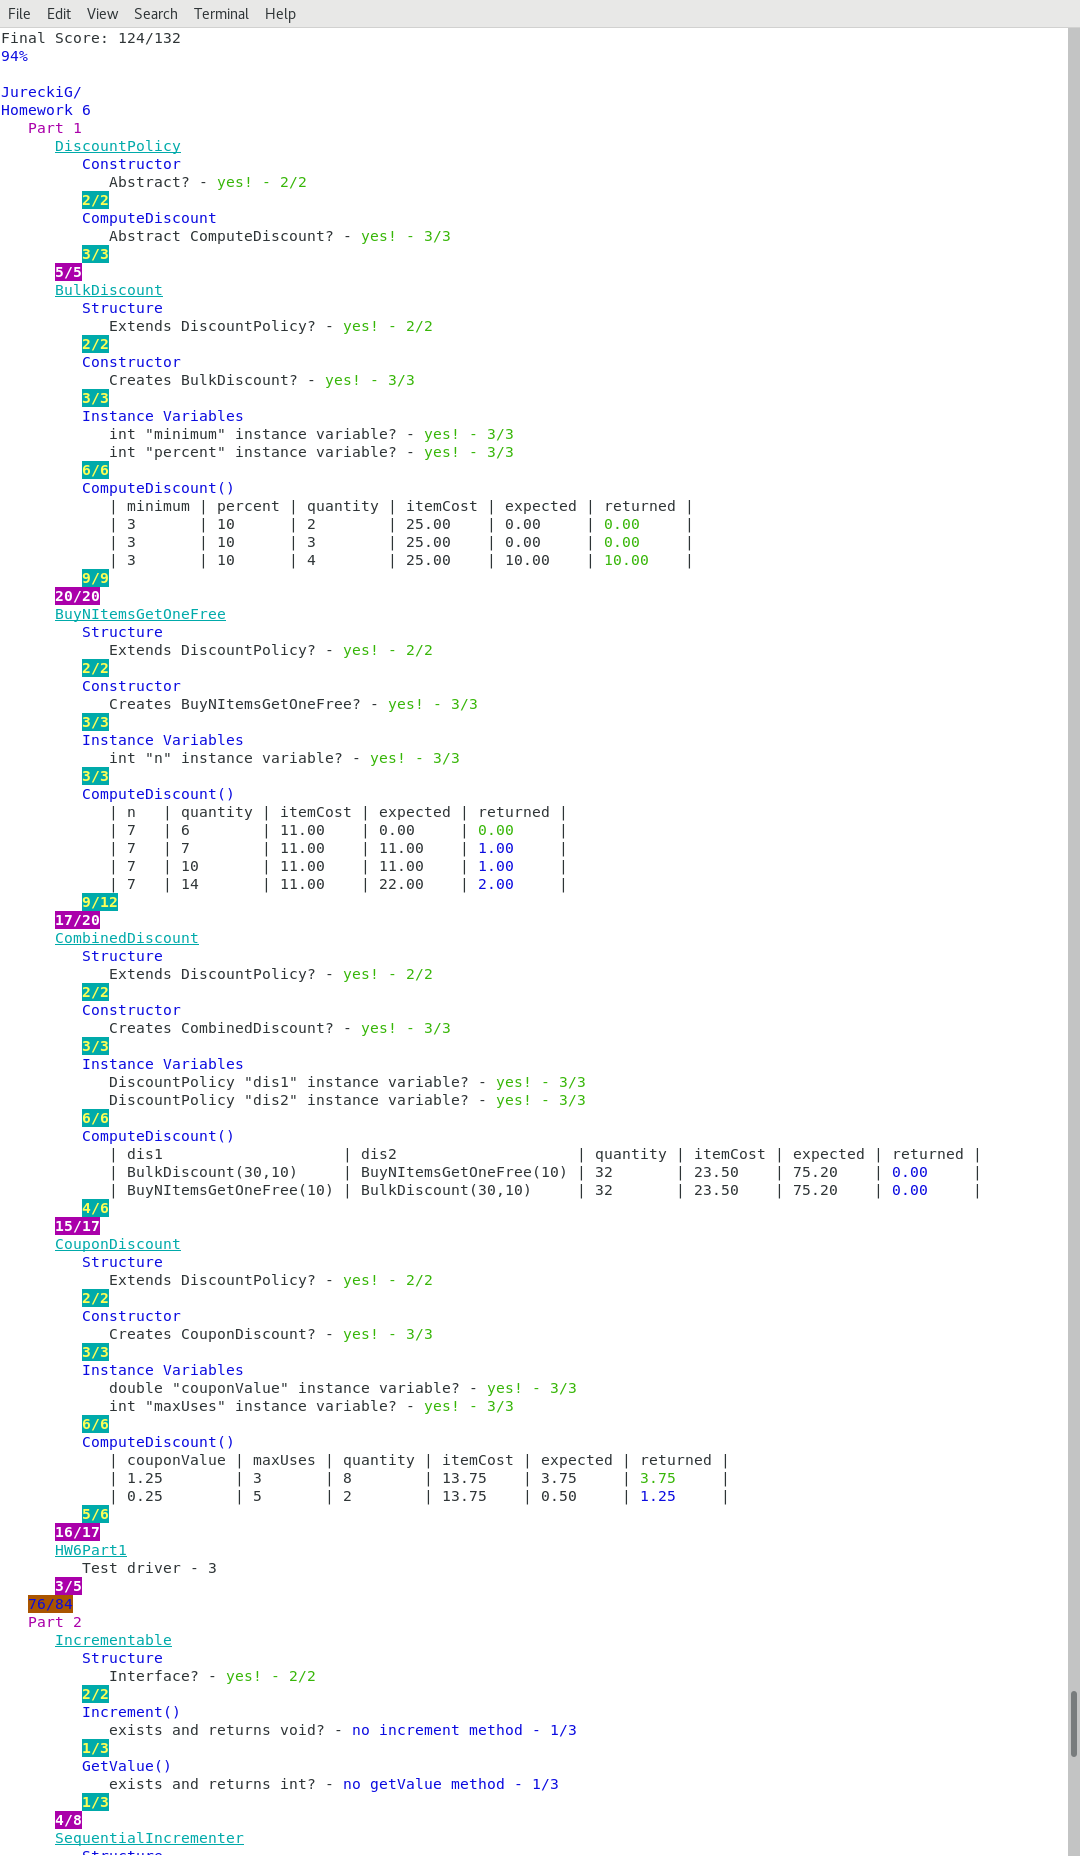 File Edit View Search Terminal Help
Final Score: 124/132
94%
JureckiG/
Homework 6
Part 1
DiscountPolicy
Constructor
Abstract? - yes! - 2/2
2/2
ComputeDiscount
Abstract ComputeDiscount? - yes! - 3/3
3/3
5/5
BulkDiscount
Structure
Extends DiscountPolicy? - yes! - 2/2
2/2
Constructor
Creates BulkDiscount? - yes! - 3/3
3/3
Instance Variables
int "minimum" instance variable? - yes! - 3/3
int "percent" instance variable? - yes! - 3/3
6/6
ComputeDiscount()
| minimum | percent | quantity | itemCost | expected | returned |
| 3 | 10 | 2 | 25.00 | 0.00 | 0.00 |
| 3 | 10 | 3 | 25.00 | 0.00 | 0.00 |
| 3 | 10 | 4 | 25.00 | 10.00 | 10.00 |
9/9
20/20
BuyNItemsGetOneFree
Structure
Extends DiscountPolicy? - yes! - 2/2
2/2
Constructor
Creates BuyNItemsGetOneFree? - yes! - 3/3
3/3
Instance Variables
int "n" instance variable? - yes! - 3/3
3/3
ComputeDiscount()
| n | quantity | itemCost | expected | returned |
| 7 | 6 | 11.00 | 0.00 | 0.00 |
| 7 | 7 | 11.00 | 11.00 | 1.00 |
| 7 | 10 | 11.00 | 11.00 | 1.00 |
| 7 | 14 | 11.00 | 22.00 | 2.00 |
9/12
17/20
CombinedDiscount
Structure
Extends DiscountPolicy? - yes! - 2/2
2/2
Constructor
Creates CombinedDiscount? - yes! - 3/3
3/3
Instance Variables
DiscountPolicy "dis1" instance variable? - yes! - 3/3
DiscountPolicy "dis2" instance variable? - yes! - 3/3
6/6
ComputeDiscount()
| dis1 | dis2 | quantity | itemCost | expected | returned |
| BulkDiscount(30,10) | BuyNItemsGetOneFree(10) | 32 | 23.50 | 75.20 | 0.00 |
| BuyNItemsGetOneFree(10) | BulkDiscount(30,10) | 32 | 23.50 | 75.20 | 0.00 |
4/6
15/17
CouponDiscount
Structure
Extends DiscountPolicy? - yes! - 2/2
2/2
Constructor
Creates CouponDiscount? - yes! - 3/3
3/3
Instance Variables
double "couponValue" instance variable? - yes! - 3/3
int "maxUses" instance variable? - yes! - 3/3
6/6
ComputeDiscount()
| couponValue | maxUses | quantity | itemCost | expected | returned |
| 1.25 | 3 | 8 | 13.75 | 3.75 | 3.75 |
| 0.25 | 5 | 2 | 13.75 | 0.50 | 1.25 |
5/6
16/17
HW6Part1
Test driver - 3
3/5
76/84
Part 2
Incrementable
Structure
Interface? - yes! - 2/2
2/2
Increment()
exists and returns void? - no increment method - 1/3
1/3
GetValue()
exists and returns int? - no getValue method - 1/3
1/3
4/8
SequentialIncrementer
Structure